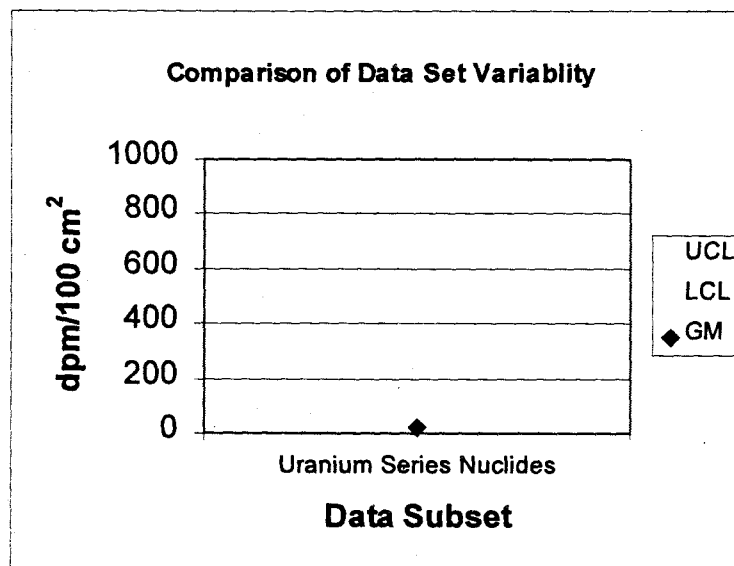 Comparison of Data Set Variablity
dpm/100 cm²
1000
800
600
400
200
0
UCL
LCL
GM
Uranium Series Nuclides
Data Subset